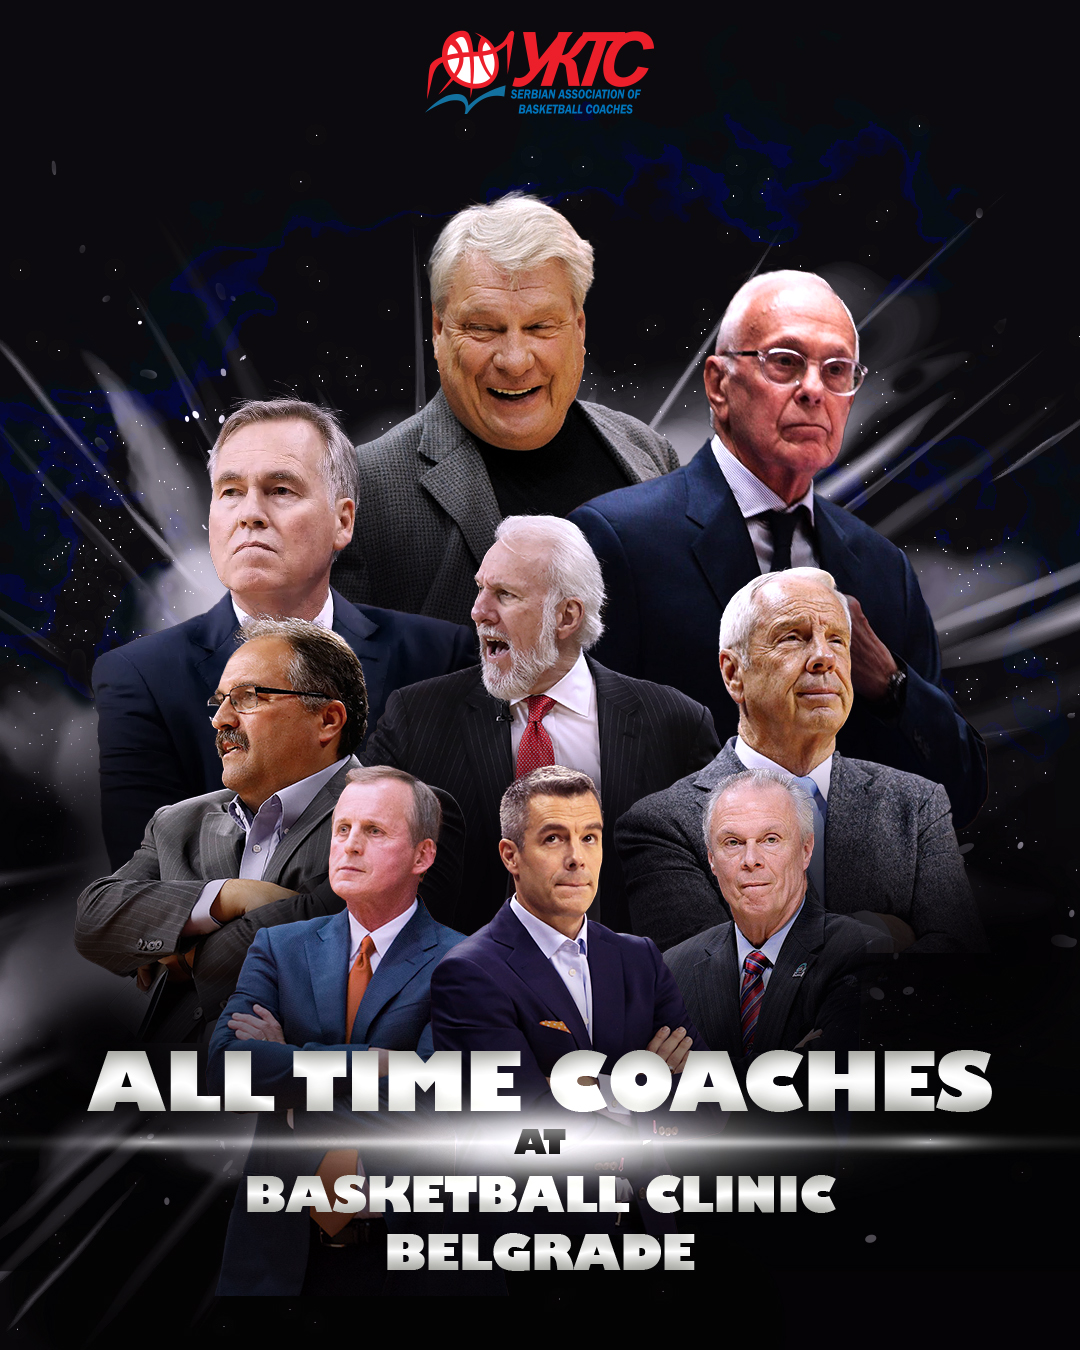 УКТС
SERBIAN ASSOCIATION OF
BASKETBALL COACHES
ALL TIME COACHES
AT
BASKETBALL CLINIC
BELGRADE